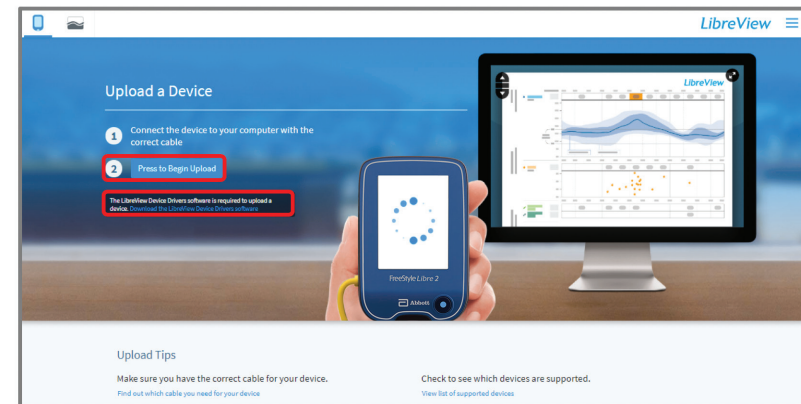 LibreView
Upload a Device
1 Connect the device to your computer with the
correct cable
2 Press to Begin Upload
The LibreView Device Drivers software is required to upload a
device. Download the LibreView Device Drivers software
LibreView
FreeStyle Libre 2
Abbott
Upload Tips
Make sure you have the correct cable for your device.
Find out which cable you need for your device
Check to see which devices are supported.
View list of supported devices